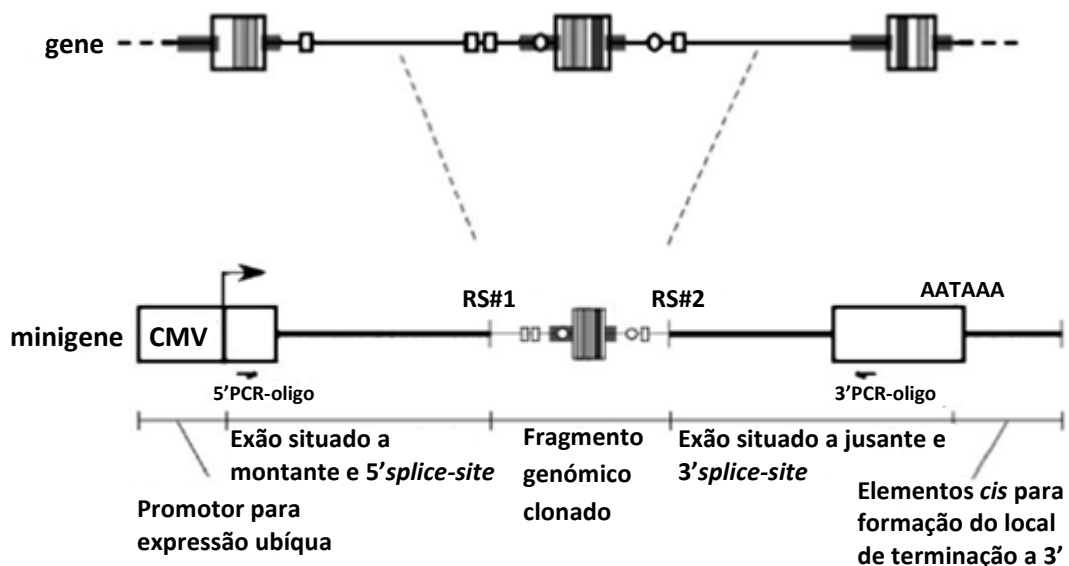 gene
RS#1
RS#2
AATAAA
minigene
CMV
5'PCR-oligo
3'PCR-oligo
Exão situado a
montante e 5'splice-site
Fragmento
genómico
clonado
Exão situado a jusante e
3'splice-site
Promotor para
expressão ubíqua
Elementos cis para
formação do local
de terminação a 3'